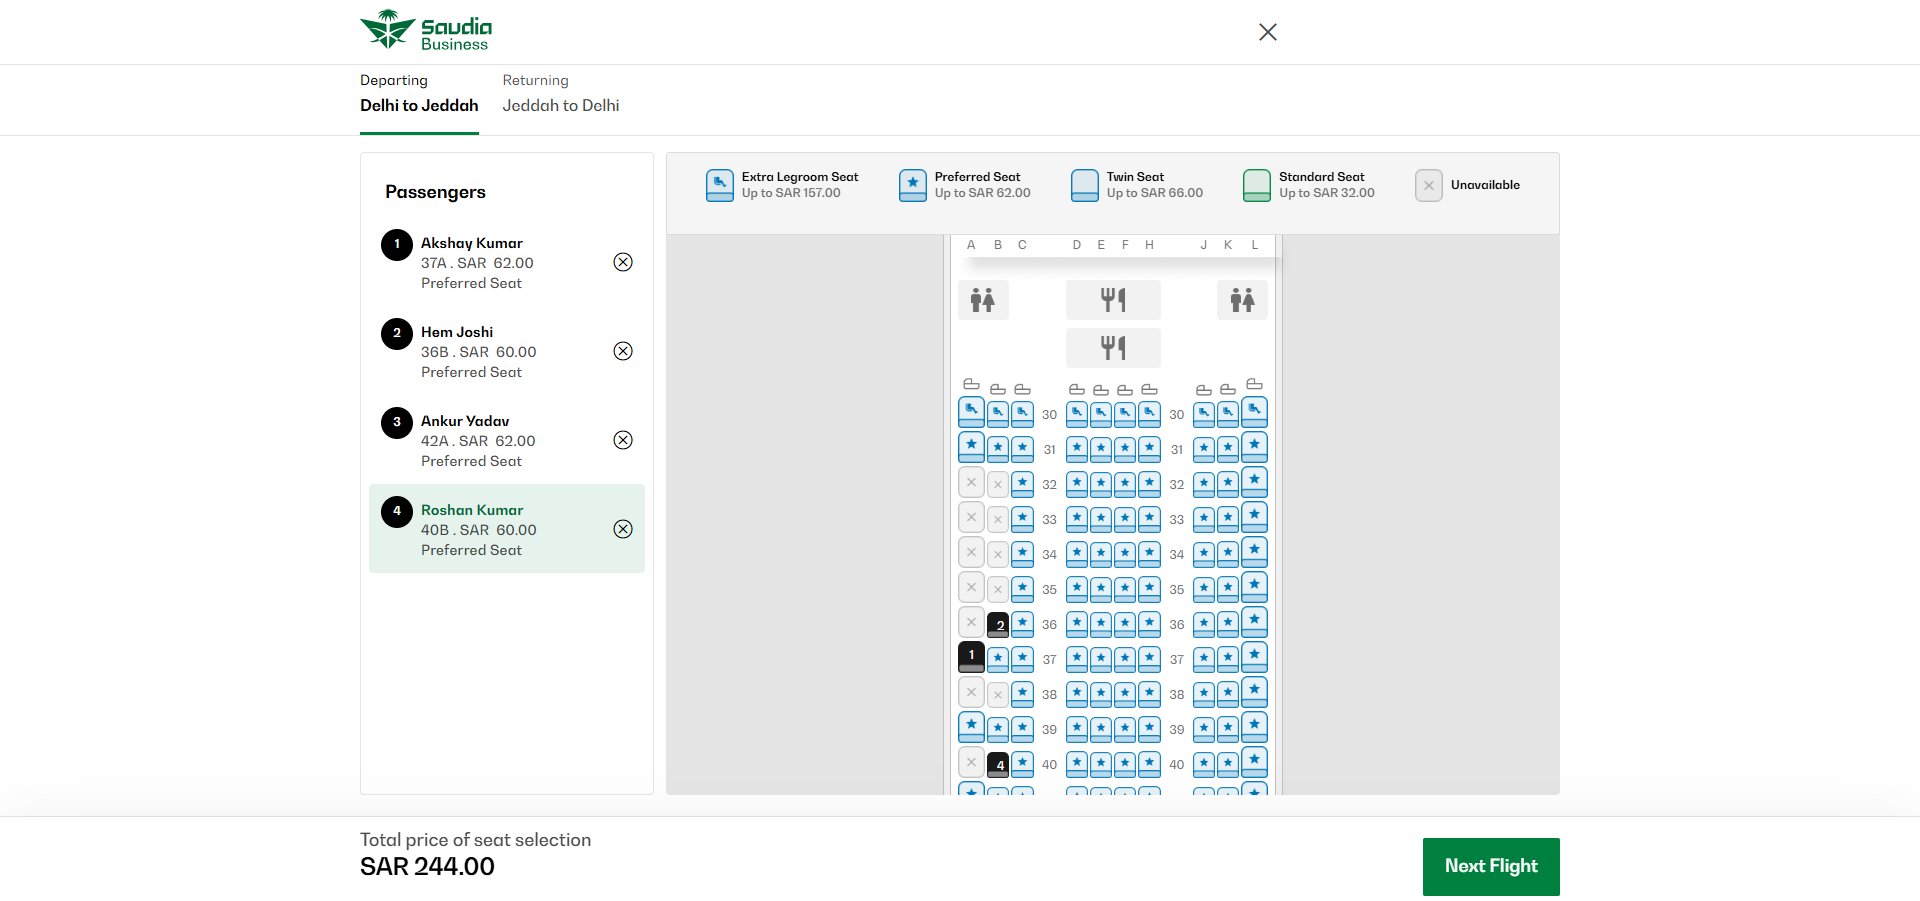 Saudia
Business
Departing
Delhi to Jeddah
Returning
Jeddah to Delhi
Passengers
1
Akshay Kumar
37A . SAR 62.00
Preferred Seat
2
Hem Joshi
36B . SAR 60.00
Preferred Seat
3
Ankur Yadav
42A . SAR 62.00
Preferred Seat
4
Roshan Kumar
40B . SAR 60.00
Preferred Seat
Extra Legroom Seat
Up to SAR 157.00
Preferred Seat
Up to SAR 62.00
Twin Seat
Up to SAR 66.00
Standard Seat
Up to SAR 32.00
Unavailable
A B C D E F H J K L
30 30
31 31
32 32
33 33
34 34
35 35
2 36 36
1 37 37
38 38
39 39
4 40 40
Total price of seat selection
SAR 244.00
Next Flight